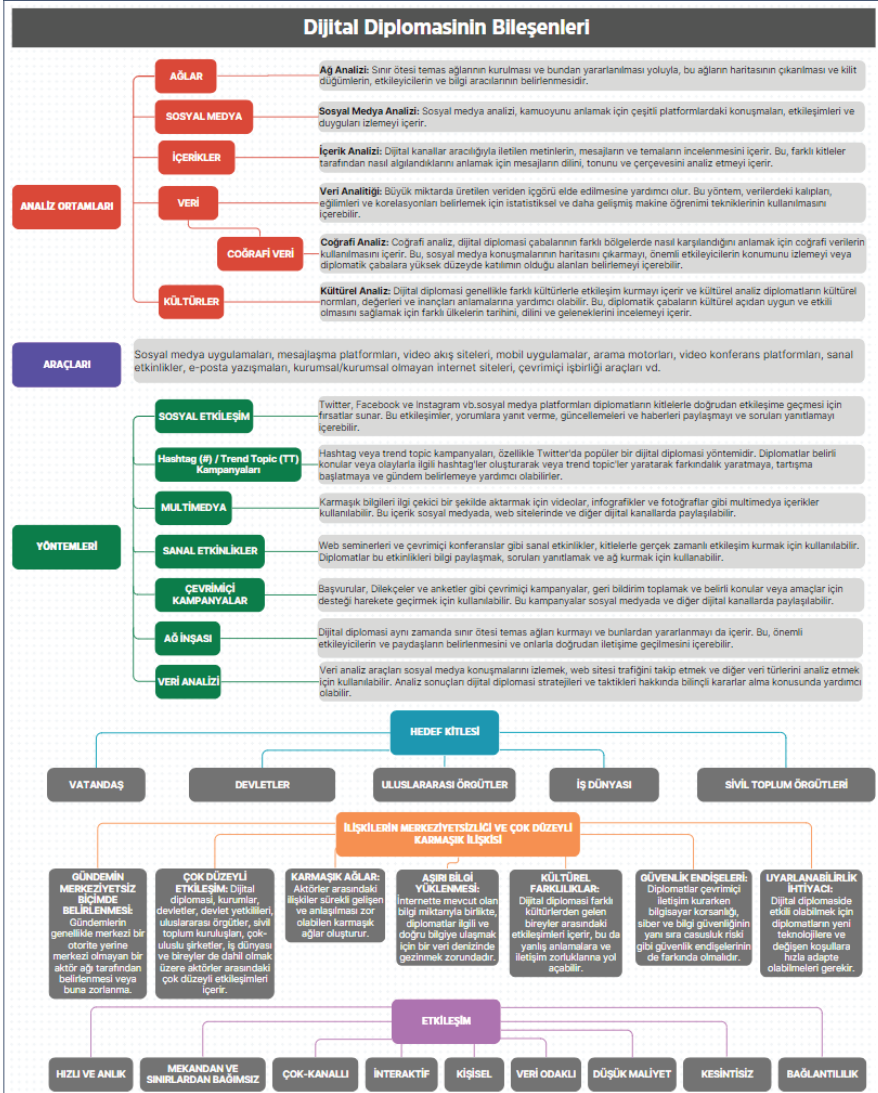 Dijital Diplomasinin Bileşenleri
ANALİZ ORTAMLARI
AĞLAR
Ağ Analizi: Sınır ötesi temas ağlarının kurulması ve bundan yararlanılması yoluyla, bu ağların haritasının çıkarılması ve kilit
düğümlerin, etkileyicilerin ve bilgi aracılarının belirlenmesidir.
SOSYAL MEDYA
Sosyal Medya Analizi: Sosyal medya analizi, kamuoyunu anlamak için çeşitli platformlardaki konuşmaları, etkileşimleri ve
duyguları izlemeyi içerir.
İÇERİKLER
İçerik Analizi: Dijital kanallar aracılığıyla iletilen metinlerin, mesajların ve temaların incelenmesini içerir. Bu, farklı kitleler
tarafından nasıl algılandıklarını anlamak için mesajların dilini, tonunu ve çerçevesini analiz etmeyi içerir.
VERİ
Veri Analitiği: Büyük miktarda üretilen veriden içgörü elde edilmesine yardımcı olur. Bu yöntem, verilerdeki kalıpları,
eğilimleri ve korelasyonları belirlemek için istatistiksel ve daha gelişmiş makine öğrenimi tekniklerinin kullanılmasını
içerebilir.
COĞRAFİ VERİ
Coğrafi Analiz: Coğrafi analiz, dijital diplomasi çabalarının farklı bölgelerde nasıl karşılandığını anlamak için coğrafi verilerin
kullanılmasını içerir. Bu, sosyal medya konuşmalarının haritasını çıkarmayı, önemli etkileyicilerin konumunu izlemeyi veya
diplomatik çabalara yüksek düzeyde katılımın olduğu alanları belirlemeyi içerebilir.
KÜLTÜRLER
Kültürel Analiz: Dijital diplomasi genellikle farklı kültürlerle etkileşim kurmayı içerir ve kültürel analiz diplomatların kültürel
normları, değerleri ve inançları anlamalarına yardımcı olabilir. Bu, diplomatik çabaların kültürel açıdan uygun ve etkili
olmasını sağlamak için farklı ülkelerin tarihini, dilini ve geleneklerini incelemeyi içerir.
ARAÇLARI
Sosyal medya uygulamaları, mesajlaşma platformları, video akış siteleri, mobil uygulamalar, arama motorları, video konferans platformları, sanal
etkinlikler, e-posta yazışmaları, kurumsal/kurumsal olmayan internet siteleri, çevrimiçi işbirliği araçları vd.
YÖNTEMLERİ
SOSYAL ETKİLEŞİM
Twitter, Facebook ve Instagram vb.sosyal medya platformları diplomatların kitlelerle doğrudan etkileşime geçmesi için
fırsatlar sunar. Bu etkileşimler, yorumlara yanıt verme, güncellemeleri ve haberleri paylaşmayı ve soruları yanıtlamayı
içerebilir.
Hashtag (#) / Trend Topic (TT)
Kampanyaları
Hashtag veya trend topic kampanyaları, özellikle Twitter'da popüler bir dijital diplomasi yöntemidir. Diplomatlar belirli
konular veya olaylarla ilgili hashtag'ler oluşturarak veya trend topic'ler yaratarak farkındalık yaratmaya, tartışma
başlatmaya ve gündem belirlemeye yardımcı olabilirler.
MULTİMEDYA
Karmaşık bilgileri ilgi çekici bir şekilde aktarmak için videolar, infografikler ve fotoğraflar gibi multimedya içerikler
kullanılabilir. Bu içerik sosyal medyada, web sitelerinde ve diğer dijital kanallarda paylaşılabilir.
SANAL ETKİNLİKLER
Web seminerleri ve çevrimiçi konferanslar gibi sanal etkinlikler, kitlelerle gerçek zamanlı etkileşim kurmak için kullanılabilir.
Diplomatlar bu etkinlikleri bilgi paylaşmak, soruları yanıtlamak ve ağ kurmak için kullanabilir.
ÇEVRİMİÇİ
KAMPANYALAR
Başvurular, Dilekçeler ve anketler gibi çevrimiçi kampanyalar, geri bildirim toplamak ve belirli konular veya amaçlar için
desteği harekete geçirmek için kullanılabilir. Bu kampanyalar sosyal medyada ve diğer dijital kanallarda paylaşılabilir.
AĞ İNŞASI
Dijital diplomasi aynı zamanda sınır ötesi temas ağları kurmayı ve bunlardan yararlanmayı da içerir. Bu, önemli
etkileyicilerin ve paydaşların belirlenmesini ve onlarla doğrudan iletişime geçilmesini içerebilir.
VERİ ANALİZİ
Veri analiz araçları sosyal medya konuşmalarını izlemek, web sitesi trafiğini takip etmek ve diğer veri türlerini analiz etmek
için kullanılabilir. Analiz sonuçları dijital diplomasi stratejileri ve taktikleri hakkında bilinçli kararlar alma konusunda yardımcı
olabilir.
HEDEF KİTLESİ
VATANDAŞ
DEVLETLER
ULUSLARARASI ÖRGÜTLER
İŞ DÜNYASI
SİVİL TOPLUM ÖRGÜTLERİ
İLİŞKİLERİN MERKEZİYETSİZLİĞİ VE ÇOK DÜZEYLİ
KARMAŞIK İLİŞKİSİ
GÜNDEMİN
MERKEZİYETSİZ
BİÇİMDE
BELİRLENMESİ:
Gündemlerin
genellikle merkezi bir
otorite yerine
merkezi olmayan bir
aktör ağı tarafından
belirlenmesi veya
buna zorlanma.
ÇOK DÜZEYLİ
ETKİLEŞİM: Dijital
diplomasi, kurumlar,
devletler, devlet yetkilileri,
uluslararası örgütler, sivil
toplum kuruluşları, çok-
uluslu şirketler, iş dünyası
ve bireyler de dahil olmak
üzere aktörler arasındaki
çok düzeyli etkileşimleri
içerir.
KARMAŞIK AĞLAR:
Aktörler arasındaki
ilişkiler sürekli gelişen
ve anlaşılması zor
olabilen karmaşık
ağlar oluşturur.
AŞIRI BİLGİ
YÜKLENMESİ:
İnternette mevcut olan
bilgi miktarıyla birlikte,
diplomatlar ilgili ve
doğru bilgiye ulaşmak
için bir veri denizinde
gezinmek zorundadır.
KÜLTÜREL
FARKLILIKLAR:
Dijital diplomasi farklı
kültürlerden gelen
bireyler arasındaki
etkileşimleri içerir, bu da
yanlış anlamalara ve
iletişim zorluklarına yol
açabilir.
GÜVENLİK ENDİŞELERİ:
Diplomatlar çevrimiçi
iletişim kurarken
bilgisayar korsanlığı,
siber ve bilgi güvenliğinin
yanı sıra casusluk riski
gibi güvenlik endişelerinin
de farkında olmalıdır.
UYARLANABİLİRLİK
İHTİYACI:
Dijital diplomaside
etkili olabilmek için
diplomatların yeni
teknolojilere ve
değişen koşullara
hızla adapte
olabilmeleri gerekir.
ETKİLEŞİM
HIZLI VE ANLIK
MEKANDAN VE
SINIRLARDAN BAĞIMSIZ
ÇOK-KANALLI
İNTERAKTİF
KİŞİSEL
VERİ ODAKLI
DÜŞÜK MALİYET
KESİNTİSİZ
BAĞLANTILILIK